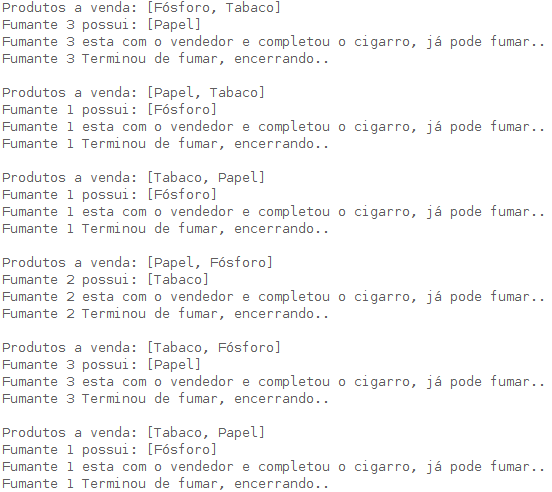 Produtos a venda: [Fósforo, Tabaco]
Fumante 3 possui: [Papel]
Fumante 3 esta com o vendedor e completou o cigarro, já pode fumar..
Fumante 3 Terminou de fumar, encerrando..
Produtos a venda: [Papel, Tabaco]
Fumante 1 possui: [Fósforo]
Fumante 1 esta com o vendedor e completou o cigarro, já pode fumar..
Fumante 1 Terminou de fumar, encerrando..
Produtos a venda: [Tabaco, Papel]
Fumante 1 possui: [Fósforo]
Fumante 1 esta com o vendedor e completou o cigarro, já pode fumar..
Fumante 1 Terminou de fumar, encerrando..
Produtos a venda: [Papel, Fósforo]
Fumante 2 possui: [Tabaco]
Fumante 2 esta com o vendedor e completou o cigarro, já pode fumar..
Fumante 2 Terminou de fumar, encerrando..
Produtos a venda: [Tabaco, Fósforo]
Fumante 3 possui: [Papel]
Fumante 3 esta com o vendedor e completou o cigarro, já pode fumar..
Fumante 3 Terminou de fumar, encerrando..
Produtos a venda: [Tabaco, Papel]
Fumante 1 possui: [Fósforo]
Fumante 1 esta com o vendedor e completou o cigarro, já pode fumar..
Fumante 1 Terminou de fumar, encerrando..